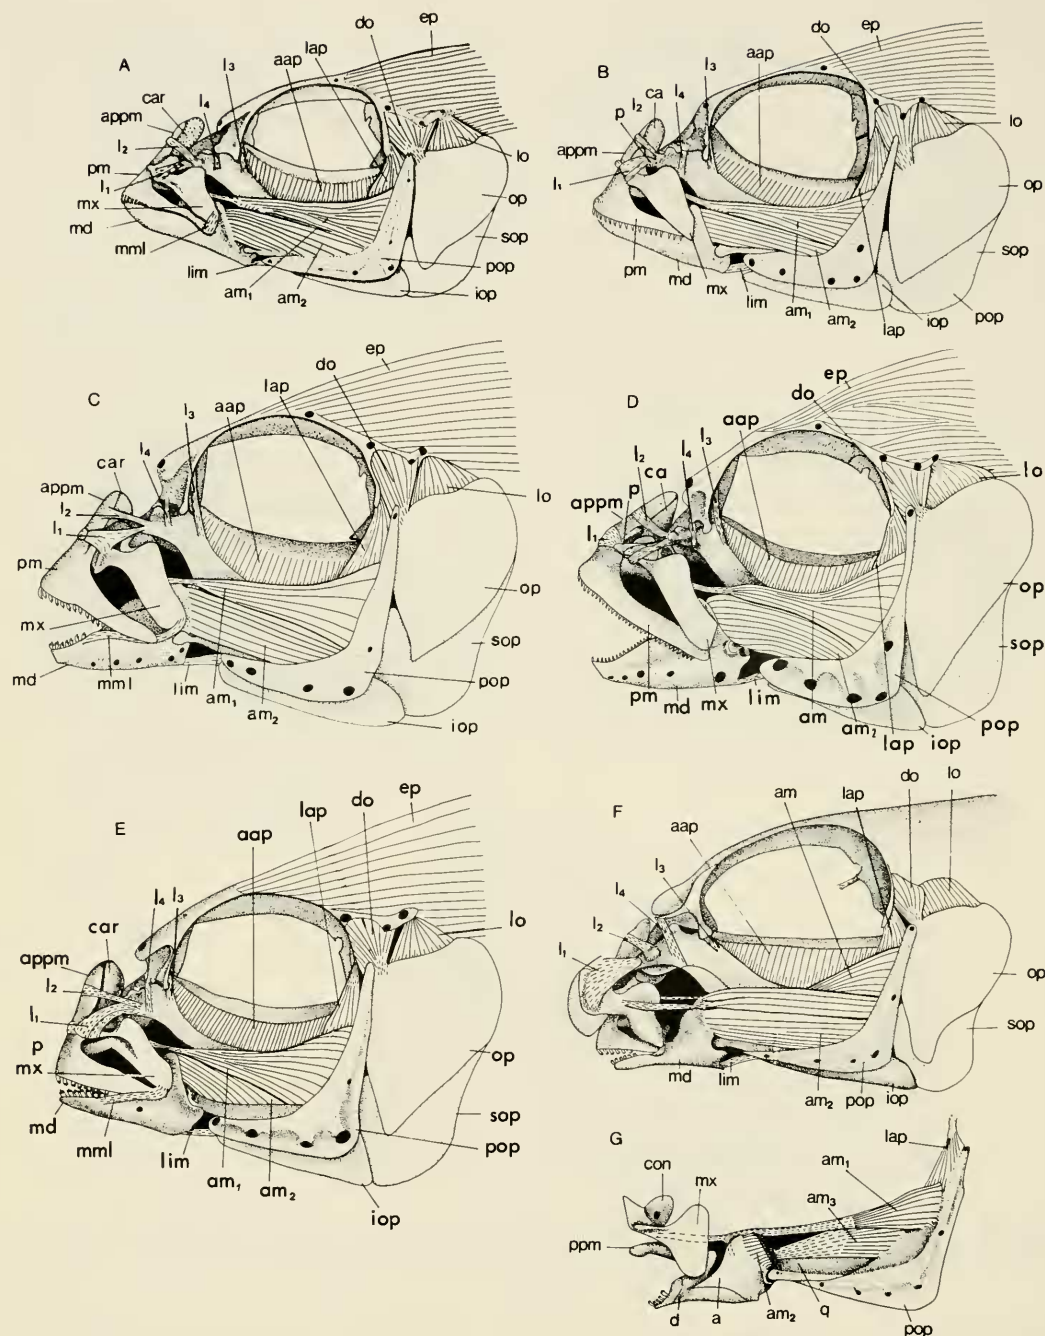 A
car
appm
l₂
pm
l₁
mx
md
mml
lim
am₁
am₂
l₄
l₃
aap
lap
do
ep
lo
op
sop
pop
iop
B
ca
p
appm
l₂
l₁
l₄
l₃
aap
do
ep
lo
op
sop
pop
iop
lap
am₂
am₁
lim
mx
md
pm
C
car
appm
l₂
l₁
pm
mx
md
mml
lim
am₁
am₂
l₄
l₃
aap
lap
do
ep
lo
op
sop
pop
iop
D
l₂
p
ca
appm
l₁
l₄
l₃
aap
do
ep
lo
op
sop
pop
iop
lap
am₂
am
lim
mx
md
pm
E
car
appm
l₂
l₁
p
mx
md
mml
lim
am₁
am₂
l₄
l₃
aap
lap
do
ep
lo
op
sop
pop
iop
F
l₁
l₂
l₄
l₃
aap
am
lap
do
lo
op
sop
iop
pop
am₂
lim
md
G
con
mx
ppm
d
a
am₂
q
pop
am₃
am₁
lap